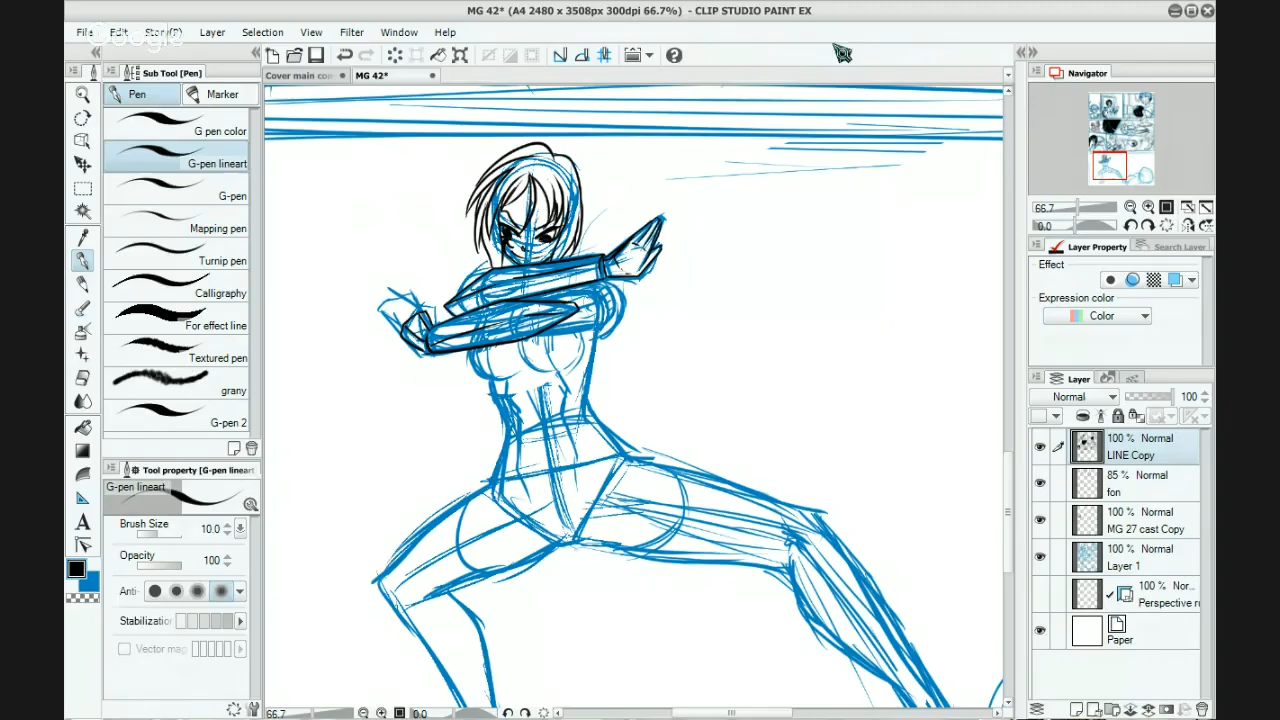 MG 42* (A4 2480 x 3508px 300dpi 66.7%) - CLIP STUDIO PAINT EX
File Edit Story(P) Layer Selection View Filter Window Help
Google
Sub Tool [Pen]
Cover main con
MG 42*
Navigator
Pen
Marker
G pen color
G-pen lineart
G-pen
Mapping pen
Turnip pen
Calligraphy
For effect line
Textured pen
grany
G-pen 2
Tool property [G-pen lineart
G-pen lineart
Brush Size 10.0
Opacity 100
Anti-
Stabilization
Vector mag
66.7
0.0
66.7
0.0
Layer Property
Search Layer
Effect
Expression color
Color
Layer
Normal 100
100 % Normal
LINE Copy
85 % Normal
fon
100 % Normal
MG 27 cast Copy
100 % Normal
Layer 1
100 % Nor...
Perspective r
Paper